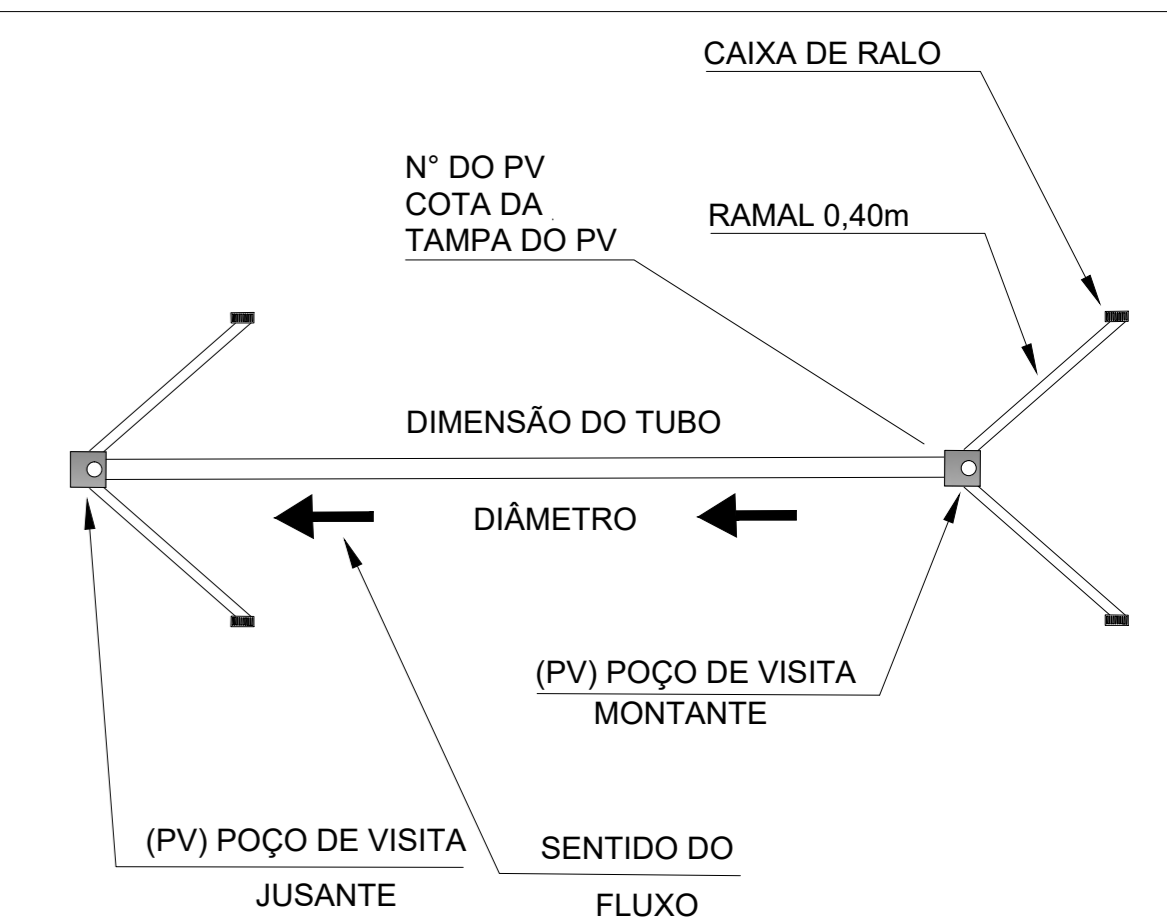 CAIXA DE RALO
N° DO PV
COTA DA
TAMPA DO PV
RAMAL 0,40m
DIMENSÃO DO TUBO
DIÂMETRO
(PV) POÇO DE VISITA
MONTANTE
(PV) POÇO DE VISITA
JUSANTE
SENTIDO DO
FLUXO